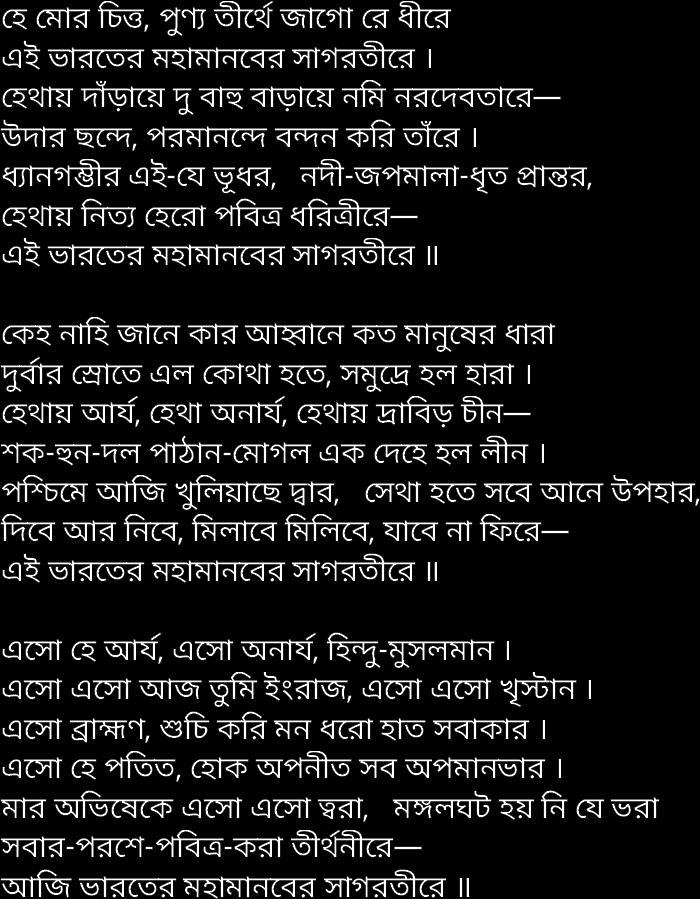 হে মোর চিত্ত, পুণ্য তীর্থে জাগো রে ধীরে
এই ভারতের মহামানবের সাগরতীরে ।
হেথায় দাঁড়ায়ে দু বাহু বাড়ায়ে নমি নরদেবতারে—
উদার ছন্দে, পরমানন্দে বন্দন করি তাঁরে ।
ধ্যানগম্ভীর এই-যে ভূধর, নদী-জপমালা-ধৃত প্রান্তর,
হেথায় নিত্য হেরো পবিত্র ধরিত্রীরে—
এই ভারতের মহামানবের সাগরতীরে ॥
কেহ নাহি জানে কার আহ্বানে কত মানুষের ধারা
দুর্বার স্রোতে এল কোথা হতে, সমুদ্রে হল হারা ।
হেথায় আর্য, হেথা অনার্য, হেথায় দ্রাবিড় চীন—
শক-হুন-দল পাঠান-মোগল এক দেহে হল লীন ।
পশ্চিমে আজি খুলিয়াছে দ্বার, সেথা হতে সবে আনে উপহার,
দিবে আর নিবে, মিলাবে মিলিবে, যাবে না ফিরে—
এই ভারতের মহামানবের সাগরতীরে ॥
এসো হে আর্য, এসো অনার্য, হিন্দু-মুসলমান ।
এসো এসো আজ তুমি ইংরাজ, এসো এসো খৃস্টান ।
এসো ব্রাহ্মণ, শুচি করি মন ধরো হাত সবাকার ।
এসো হে পতিত, হোক অপনীত সব অপমানভার ।
মার অভিষেকে এসো এসো ত্বরা, মঙ্গলঘট হয় নি যে ভরা
সবার-পরশে-পবিত্র-করা তীর্থনীরে—
আজি ভারতের মহামানবের সাগরতীরে ॥